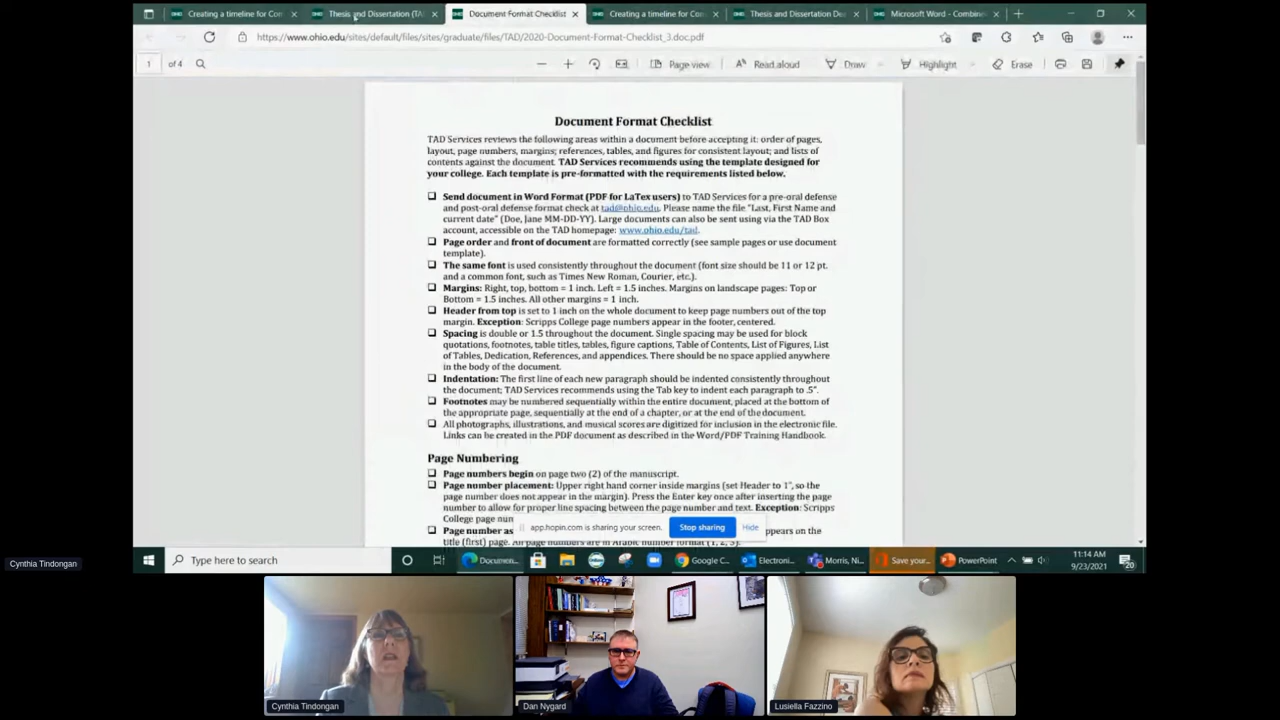 Creating a timeline for Con
Thesis and Dissertation (TA
Document Format Checklist
Creating a timeline for Con
Thesis and Dissertation De
Microsoft Word - Combine
https://www.ohio.edu/sites/default/files/sites/graduate/files/TAD/2020-Document-Format-Checklist_3.doc.pdf
1 of 4
Page view
Read aloud
Draw
Highlight
Erase
Document Format Checklist
TAD Services reviews the following areas within a document before accepting it: order of pages,
layout, page numbers, margins; references, tables, and figures for consistent layout; and lists of
contents against the document. TAD Services recommends using the template designed for
your college. Each template is pre-formatted with the requirements listed below.
Send document in Word Format (PDF for LaTex users) to TAD Services for a pre-oral defense
and post-oral defense format check at tad@ohio.edu. Please name the file "Last, First Name and
current date" (Doe, Jane MM-DD-YY). Large documents can also be sent using via the TAD Box
account, accessible on the TAD homepage: www.ohio.edu/tad.
Page order and front of document are formatted correctly (see sample pages or use document
template).
The same font is used consistently throughout the document (font size should be 11 or 12 pt.
and a common font, such as Times New Roman, Courier, etc.).
Margins: Right, top, bottom = 1 inch. Left = 1.5 inches. Margins on landscape pages: Top or
Bottom = 1.5 inches. All other margins = 1 inch.
Header from top is set to 1 inch on the whole document to keep page numbers out of the top
margin. Exception: Scripps College page numbers appear in the footer, centered.
Spacing is double or 1.5 throughout the document. Single spacing may be used for block
quotations, footnotes, table titles, tables, figure captions, Table of Contents, List of Figures, List
of Tables, Dedication, References, and appendices. There should be no space applied anywhere
in the body of the document.
Indentation: The first line of each new paragraph should be indented consistently throughout
the document; TAD Services recommends using the Tab key to indent each paragraph to .5".
Footnotes may be numbered sequentially within the entire document, placed at the bottom of
the appropriate page, sequentially at the end of a chapter, or at the end of the document.
All photographs, illustrations, and musical scores are digitized for inclusion in the electronic file.
Links can be created in the PDF document as described in the Word/PDF Training Handbook.
Page Numbering
Page numbers begin on page two (2) of the manuscript.
Page number placement: Upper right hand corner inside margins (set Header to 1", so the
page number does not appear in the margin). Press the Enter key once after inserting the page
number to allow for proper line spacing between the page number and text. Exception: Scripps
College page num
Page number as
appears on the
title (first) page.
app.hopin.com is sharing your screen.
Stop sharing
Hide
Type here to search
Documen...
Google C...
Electroni...
Morris, Ni...
Save your...
PowerPoint
11:14 AM
9/23/2021
20
Cynthia Tindongan
Cynthia Tindongan
Dan Nygard
Lusiella Fazzino